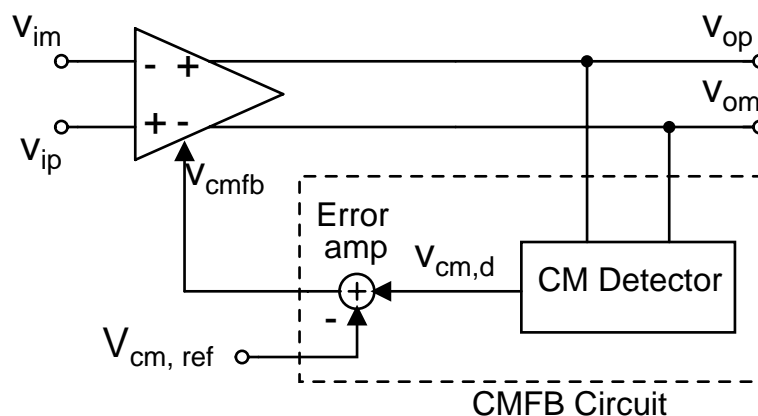 v_im
v_op
- +
v_om
+ -
v_ip
v_cmfb
Error
amp
v_cm,d
CM Detector
+
-
V_cm, ref
CMFB Circuit